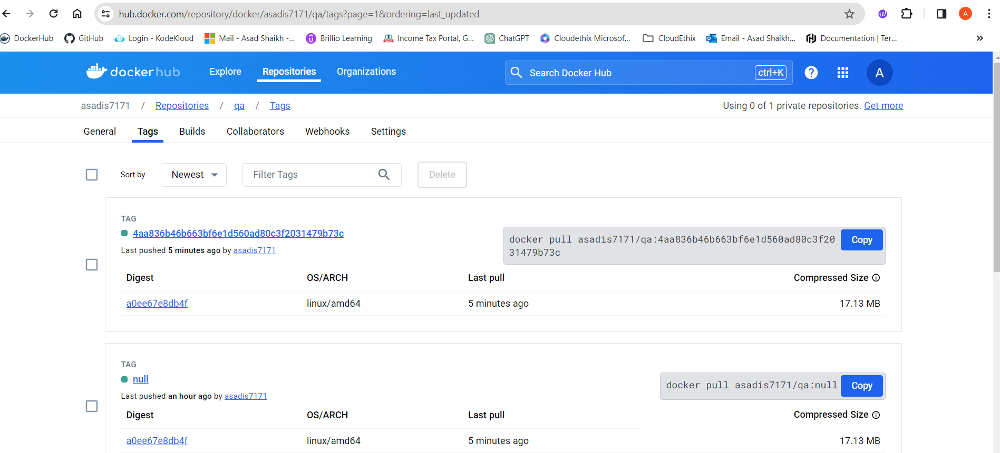 hub.docker.com/repository/docker/asadis7171/qa/tags?page=1&ordering=last_updated
A
DockerHub GitHub Login - KodeKloud Mail - Asad Shaikh -... Brillio Learning Income Tax Portal, G... ChatGPT Cloudethix Microsof... CloudEthix Email - Asad Shaikh... Documentation | Ter... »
dockerhub Explore Repositories Organizations Search Docker Hub ctrl+K ? A
asadis7171 / Repositories / qa / Tags Using 0 of 1 private repositories. Get more
General Tags Builds Collaborators Webhooks Settings
Sort by Newest Filter Tags Delete
TAG
4aa836b46b663bf6e1d560ad80c3f2031479b73c
Last pushed 5 minutes ago by asadis7171
docker pull asadis7171/qa:4aa836b46b663bf6e1d560ad80c3f20
31479b73c
Copy
Digest OS/ARCH Last pull Compressed Size
a0ee67e8db4f linux/amd64 5 minutes ago 17.13 MB
TAG
null
Last pushed an hour ago by asadis7171
docker pull asadis7171/qa:null
Copy
Digest OS/ARCH Last pull Compressed Size
a0ee67e8db4f linux/amd64 5 minutes ago 17.13 MB